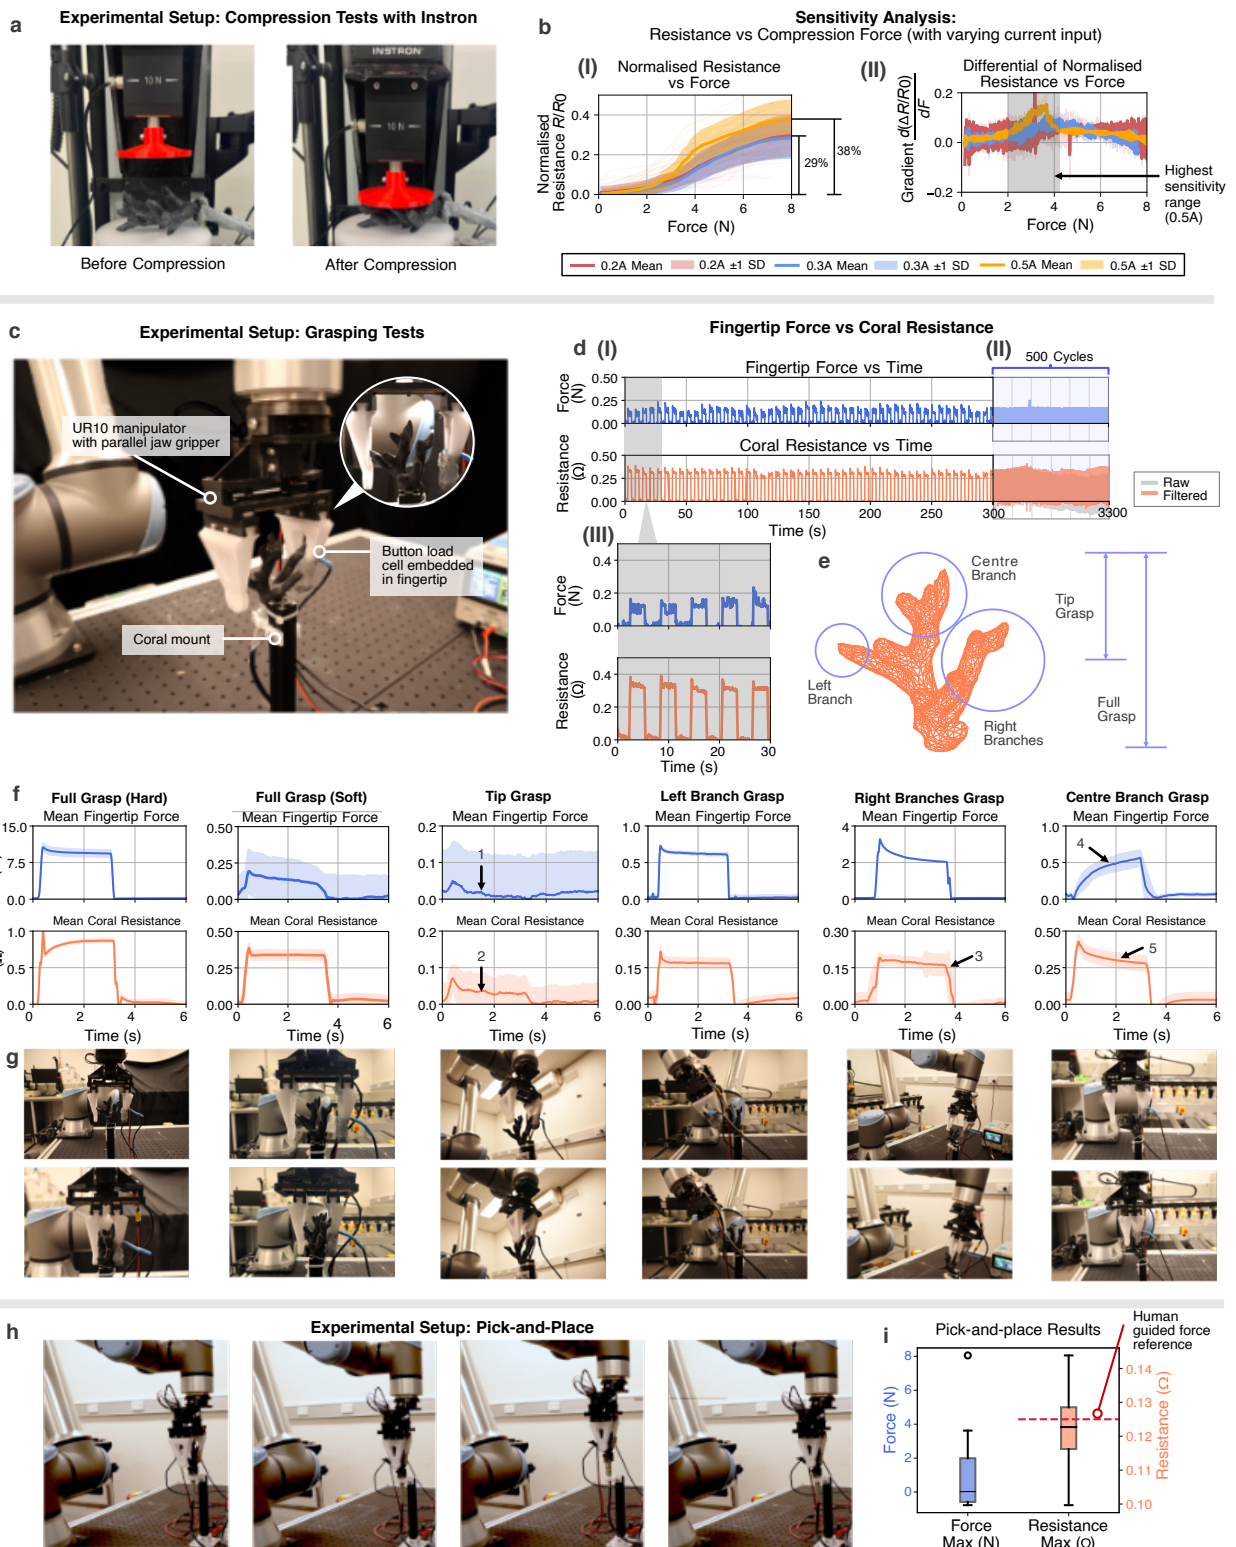 a
Experimental Setup: Compression Tests with Instron
10 N
INSTRON
10 N
Before Compression
After Compression
b
Sensitivity Analysis:
Resistance vs Compression Force (with varying current input)
(I)
Normalised Resistance
vs Force
Normalised
Resistance R/R0
0.4
0.2
0.0
0 2 4 6 8
Force (N)
29%
38%
(II)
Differential of Normalised
Resistance vs Force
Gradient d(ΔR/R0)/dF
0.2
0.0
−0.2
0 2 4 6 8
Force (N)
Highest
sensitivity
range
(0.5A)
0.2A Mean 0.2A ±1 SD 0.3A Mean 0.3A ±1 SD 0.5A Mean 0.5A ±1 SD
c
Experimental Setup: Grasping Tests
UR10 manipulator
with parallel jaw gripper
Button load
cell embedded
in fingertip
Coral mount
Fingertip Force vs Coral Resistance
d
(I)
(II)
500 Cycles
Fingertip Force vs Time
Force
(N)
0.50
0.25
0.00
Coral Resistance vs Time
Resistance
(Ω)
0.50
0.25
0.00
0 50 100 150 200 250 300 3300
Time (s)
Raw
Filtered
(III)
Force
(N)
0.4
0.2
0.0
Resistance
(Ω)
0.4
0.2
0.0
0 10 20 30
Time (s)
e
Centre
Branch
Left
Branch
Right
Branches
Tip
Grasp
Full
Grasp
f
Full Grasp (Hard)
Mean Fingertip Force
15.0
7.5
0.00
Mean Coral Resistance
1.0
0.5
0.0
0 2 4 6
Time (s)
Full Grasp (Soft)
Mean Fingertip Force
0.50
0.25
0.00
Mean Coral Resistance
0.50
0.25
0.00
0 2 4 6
Time (s)
Tip Grasp
Mean Fingertip Force
0.2
0.1
0.0
1
Mean Coral Resistance
0.2
0.1
0.0
2
0 2 4 6
Time (s)
Left Branch Grasp
Mean Fingertip Force
1.0
0.5
0.0
Mean Coral Resistance
0.30
0.15
0.00
0 2 4 6
Time (s)
Right Branches Grasp
Mean Fingertip Force
4
2
0
Mean Coral Resistance
0.30
0.15
0.00
3
0 2 4 6
Time (s)
Centre Branch Grasp
Mean Fingertip Force
1.0
0.5
0.0
4
Mean Coral Resistance
0.50
0.25
0.00
5
0 2 4 6
Time (s)
g
h
Experimental Setup: Pick-and-Place
i
Pick-and-place Results
Human
guided force
reference
Force (N)
8
6
4
2
0
Resistance (Ω)
0.14
0.13
0.12
0.11
0.10
Force
Max (N)
Resistance
Max (Ω)